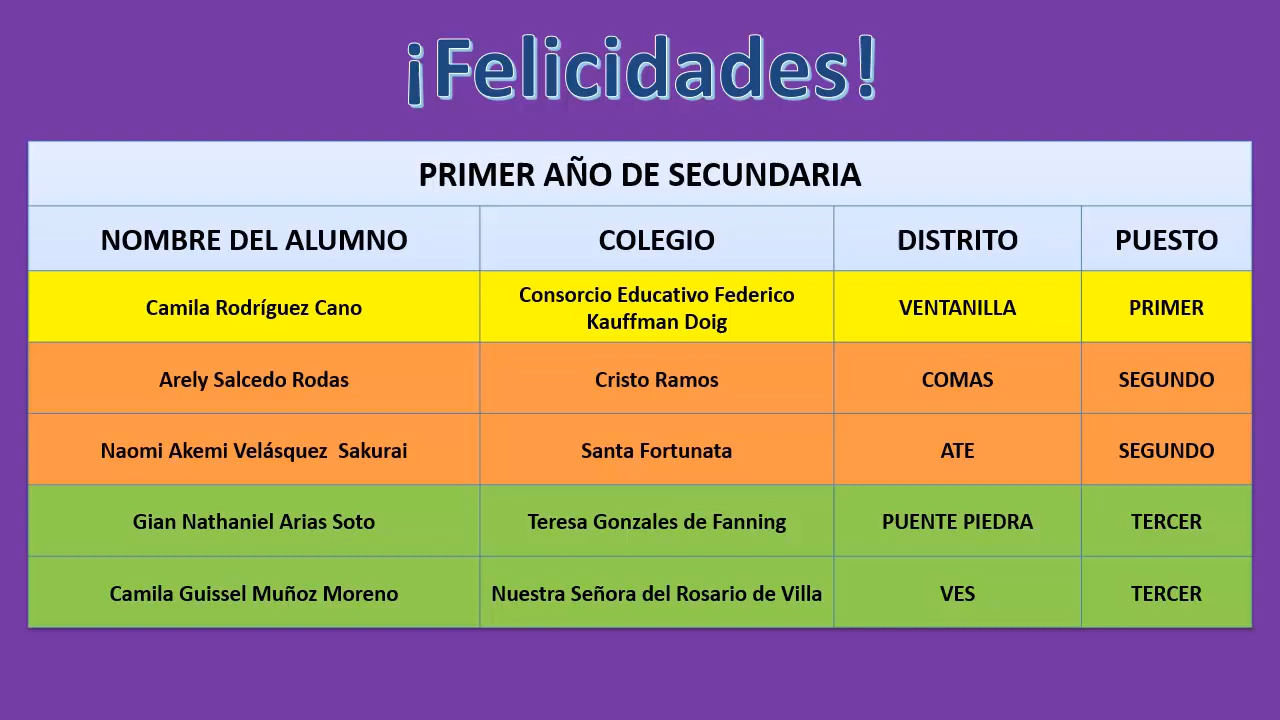 ¡Felicidades!
PRIMER AÑO DE SECUNDARIA
NOMBRE DEL ALUMNO COLEGIO DISTRITO PUESTO
Camila Rodríguez Cano Consorcio Educativo Federico Kauffman Doig VENTANILLA PRIMER
Arely Salcedo Rodas Cristo Ramos COMAS SEGUNDO
Naomi Akemi Velásquez  Sakurai Santa Fortunata ATE SEGUNDO
Gian Nathaniel Arias Soto Teresa Gonzales de Fanning PUENTE PIEDRA TERCER
Camila Guissel Muñoz Moreno Nuestra Señora del Rosario de Villa VES TERCER